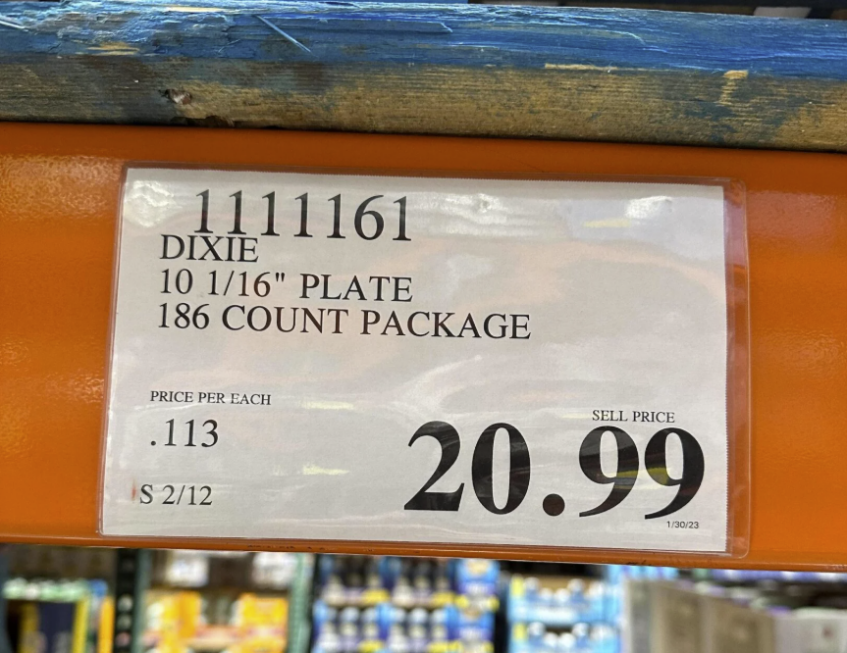 1111161
DIXIE
10 1/16" PLATE
186 COUNT PACKAGE
PRICE PER EACH
.113
SELL PRICE
20.99
S 2/12
1/30/23